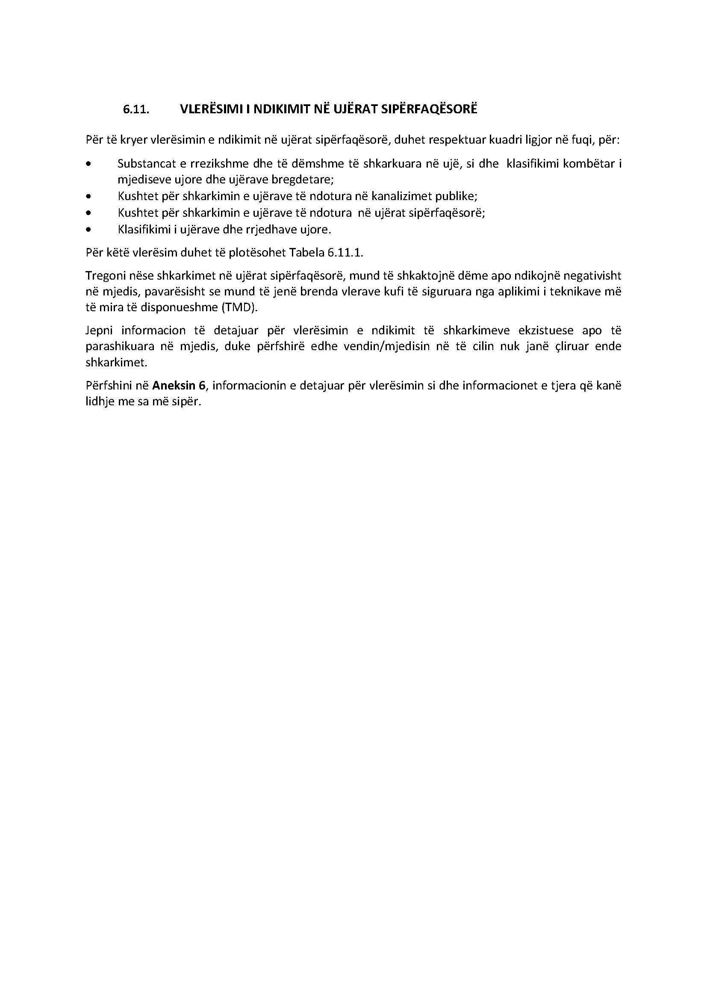 6.11. VLERËSIMI I NDIKIMIT NË UJËRAT SIPËRFAQËSORË
Për të kryer vlerësimin e ndikimit në ujërat sipërfaqësorë, duhet respektuar kuadri ligjor në fuqi, për:
• Substancat e rrezikshme dhe të dëmshme të shkarkuara në ujë, si dhe klasifikimi kombëtar i
mjediseve ujore dhe ujërave bregdetare;
• Kushtet për shkarkimin e ujërave të ndotura në kanalizimet publike;
• Kushtet për shkarkimin e ujërave të ndotura në ujërat sipërfaqësorë;
• Klasifikimi i ujërave dhe rrjedhave ujore.
Për këtë vlerësim duhet të plotësohet Tabela 6.11.1.
Tregoni nëse shkarkimet në ujërat sipërfaqësorë, mund të shkaktojnë dëme apo ndikojnë negativisht
në mjedis, pavarësisht se mund të jenë brenda vlerave kufi të siguruara nga aplikimi i teknikave më
të mira të disponueshme (TMD).
Jepni informacion të detajuar për vlerësimin e ndikimit të shkarkimeve ekzistuese apo të
parashikuara në mjedis, duke përfshirë edhe vendin/mjedisin në të cilin nuk janë çliruar ende
shkarkimet.
Përfshini në Aneksin 6, informacionin e detajuar për vlerësimin si dhe informacionet e tjera që kanë
lidhje me sa më sipër.